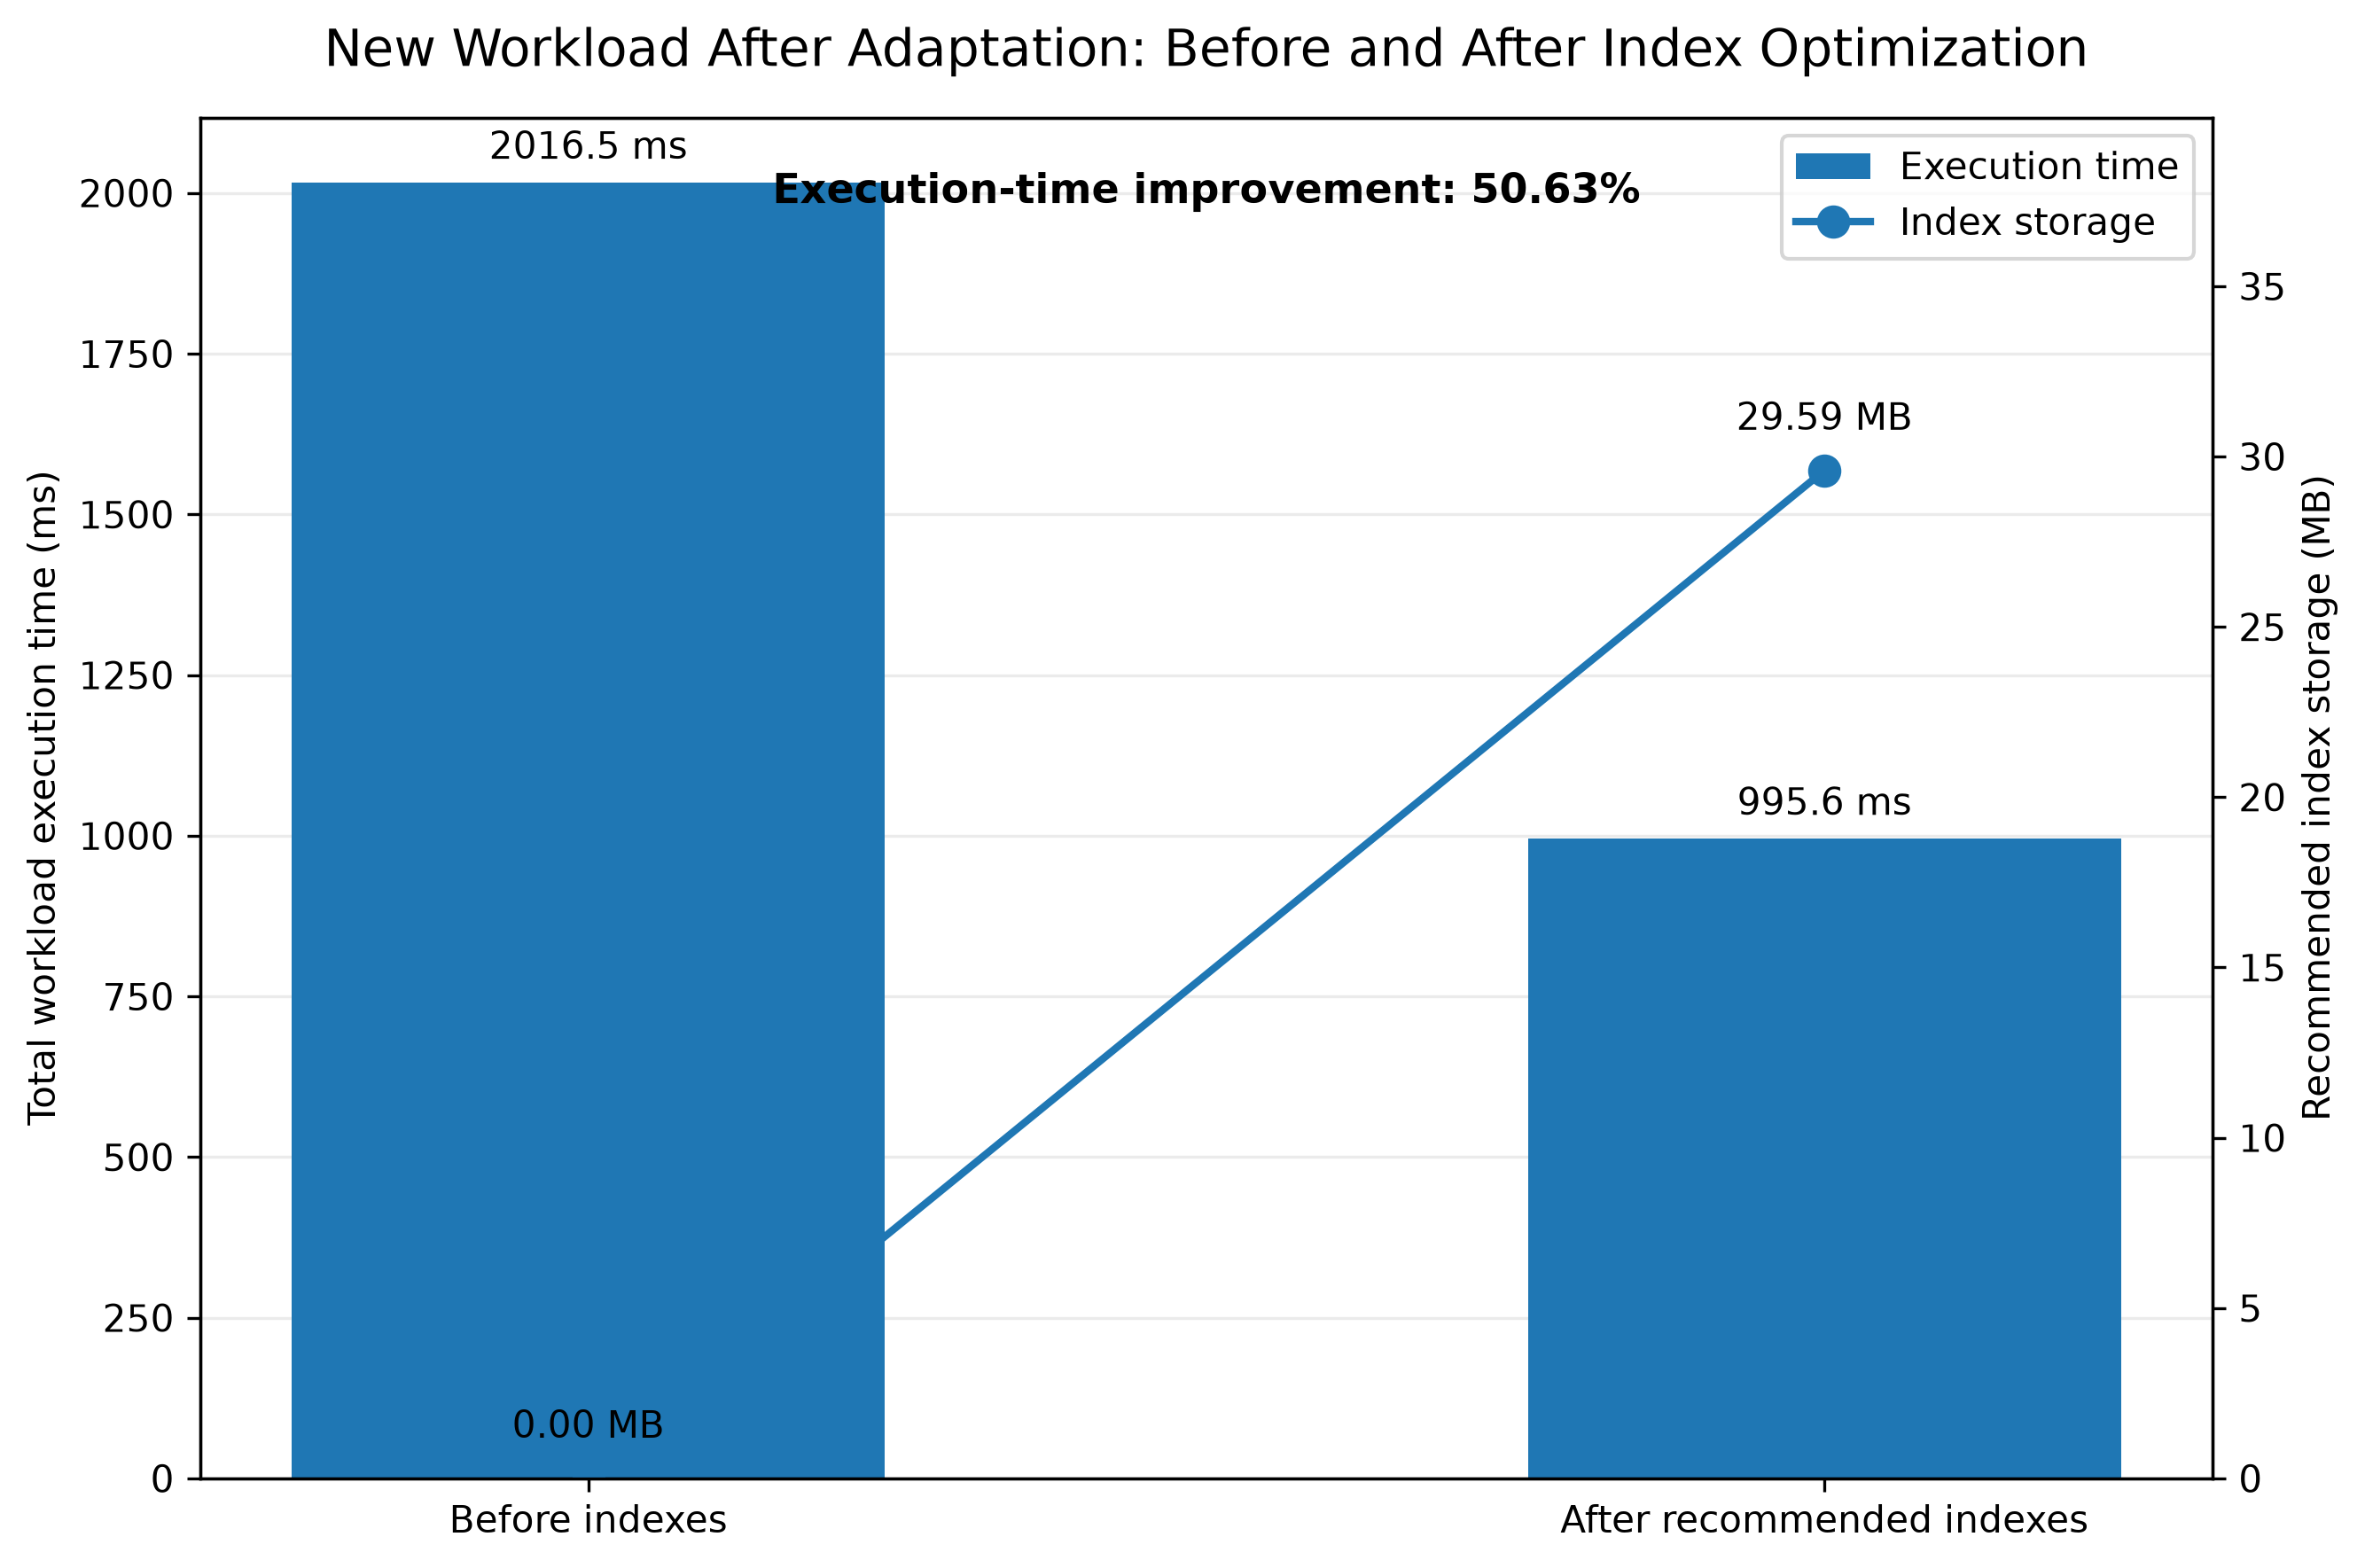 New Workload After Adaptation: Before and After Index Optimization
2016.5 ms
Execution-time improvement: 50.63%
Execution time
Index storage
29.59 MB
995.6 ms
0.00 MB
Total workload execution time (ms)
2000
1750
1500
1250
1000
750
500
250
0
Recommended index storage (MB)
35
30
25
20
15
10
5
0
Before indexes
After recommended indexes